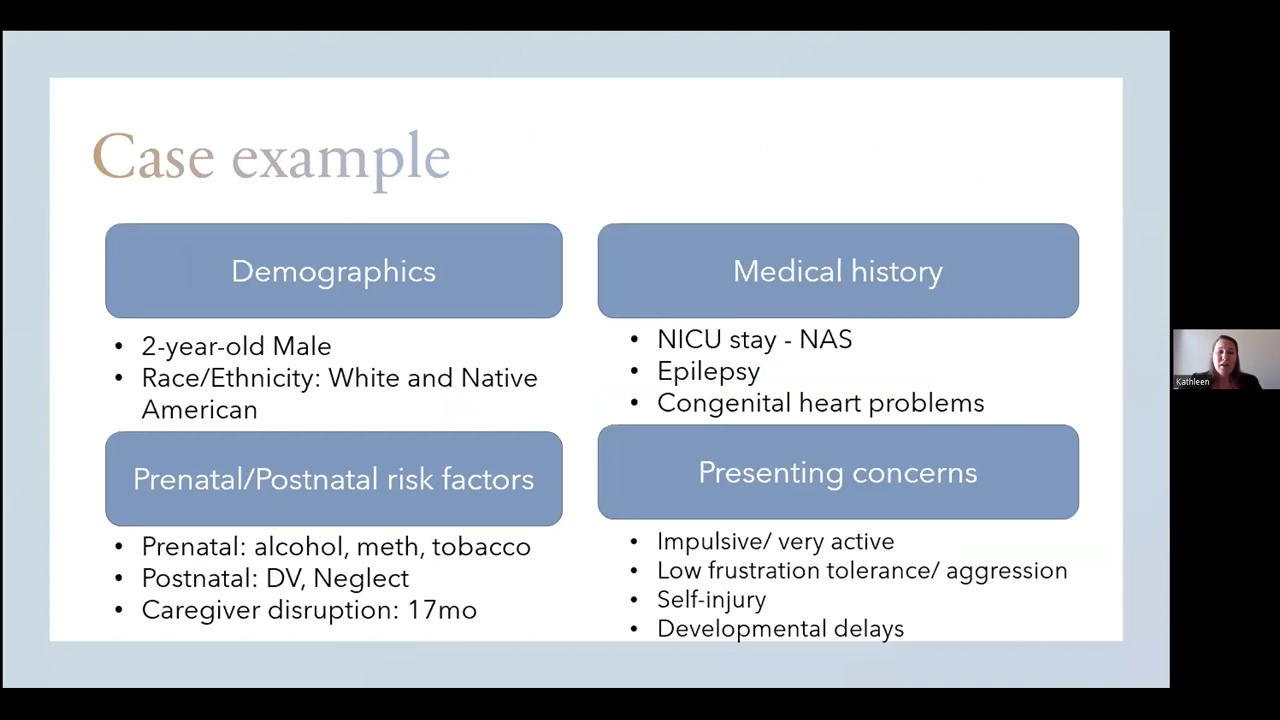 Case example
Demographics
• 2-year-old Male
• Race/Ethnicity: White and Native
American
Prenatal/Postnatal risk factors
• Prenatal: alcohol, meth, tobacco
• Postnatal: DV, Neglect
• Caregiver disruption: 17mo
Medical history
• NICU stay - NAS
• Epilepsy
• Congenital heart problems
Presenting concerns
• Impulsive/ very active
• Low frustration tolerance/ aggression
• Self-injury
• Developmental delays
Kathleen